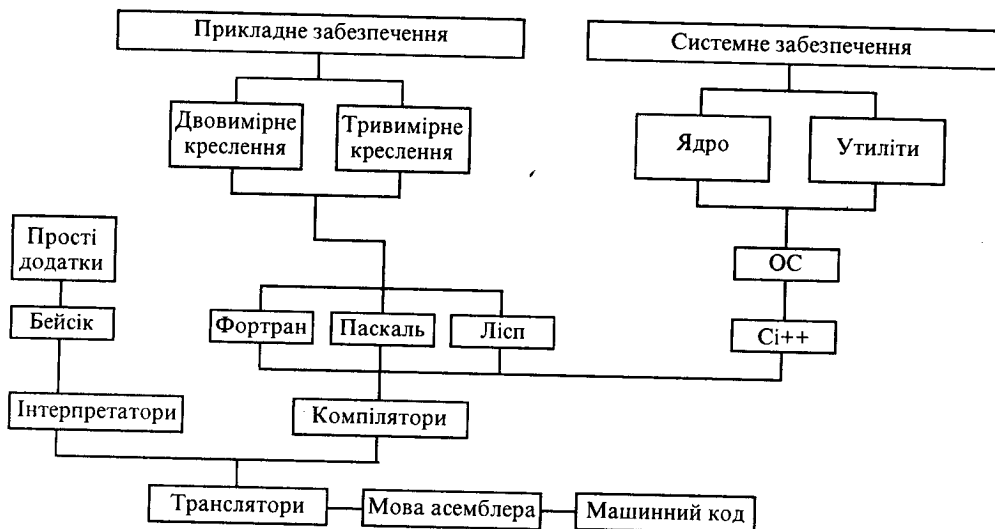 Прикладне забезпечення
Системне забезпечення
Двовимірне
креслення
Тривимірне
креслення
Ядро
Утиліти
Прості
додатки
ОС
Бейсік
Фортран
Паскаль
Лісп
Сі++
Інтерпретатори
Компілятори
Транслятори
Мова асемблера
Машинний код